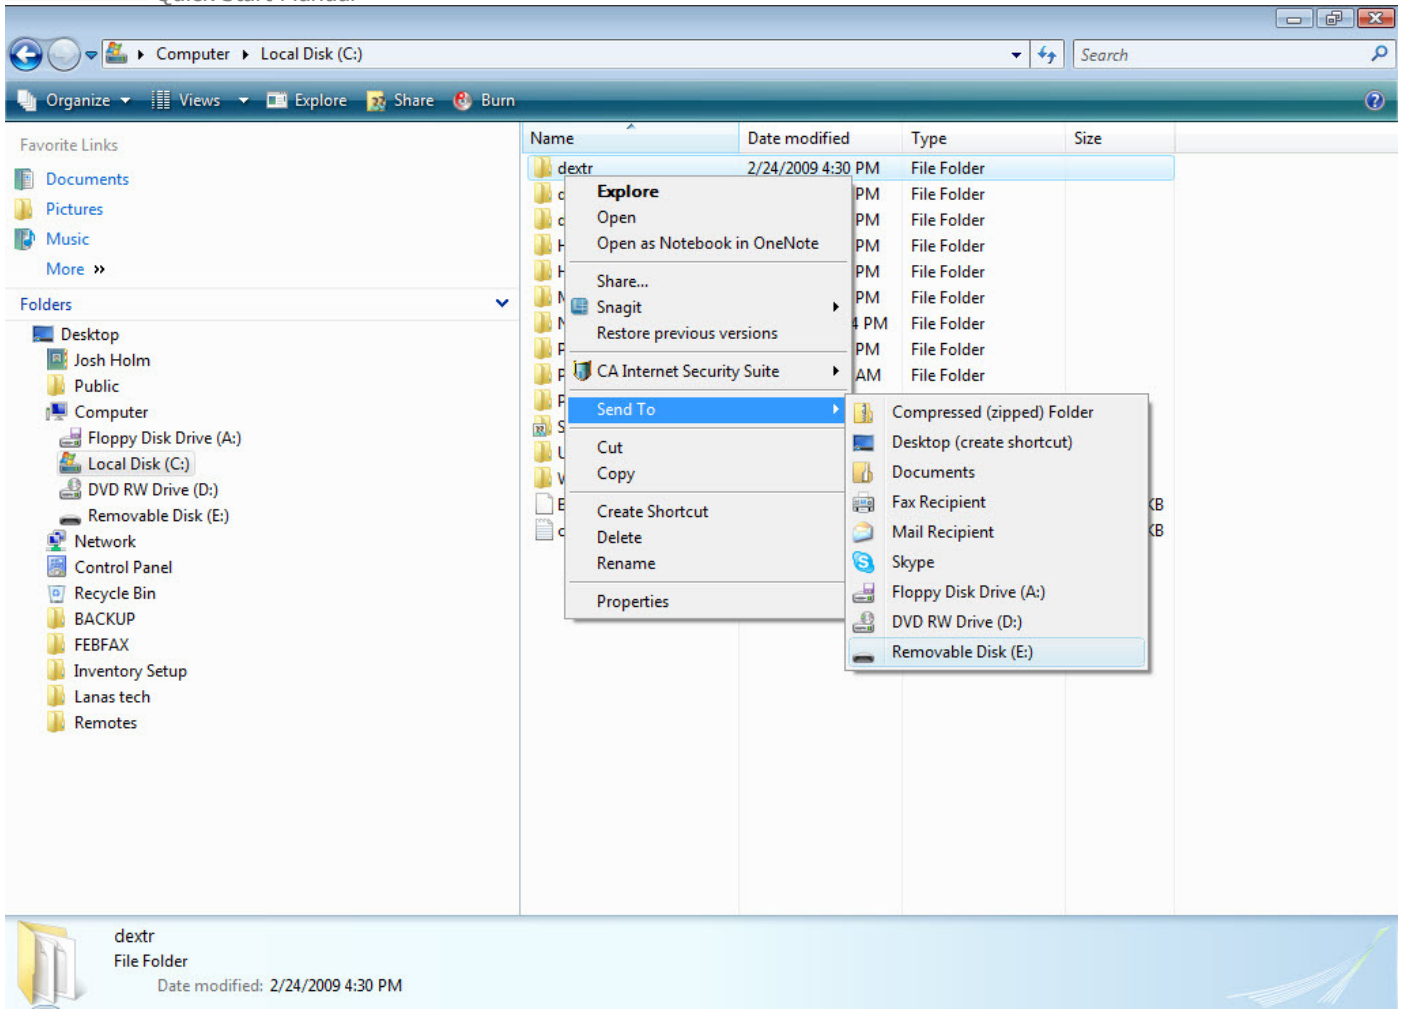 Quick Start Manual
Computer Local Disk (C:)
Search
Organize Views Explore Share Burn
Favorite Links
Documents
Pictures
Music
More »
Folders
Desktop
Josh Holm
Public
Computer
Floppy Disk Drive (A:)
Local Disk (C:)
DVD RW Drive (D:)
Removable Disk (E:)
Network
Control Panel
Recycle Bin
BACKUP
FEBFAX
Inventory Setup
Lanas tech
Remotes
Name Date modified Type Size
dextr 2/24/2009 4:30 PM File Folder
PM File Folder
PM File Folder
PM File Folder
PM File Folder
PM File Folder
4 PM File Folder
PM File Folder
AM File Folder
KB
KB
Explore
Open
Open as Notebook in OneNote
Share...
Snagit
Restore previous versions
CA Internet Security Suite
Send To
Cut
Copy
Create Shortcut
Delete
Rename
Properties
Compressed (zipped) Folder
Desktop (create shortcut)
Documents
Fax Recipient
Mail Recipient
Skype
Floppy Disk Drive (A:)
DVD RW Drive (D:)
Removable Disk (E:)
dextr
File Folder
Date modified: 2/24/2009 4:30 PM